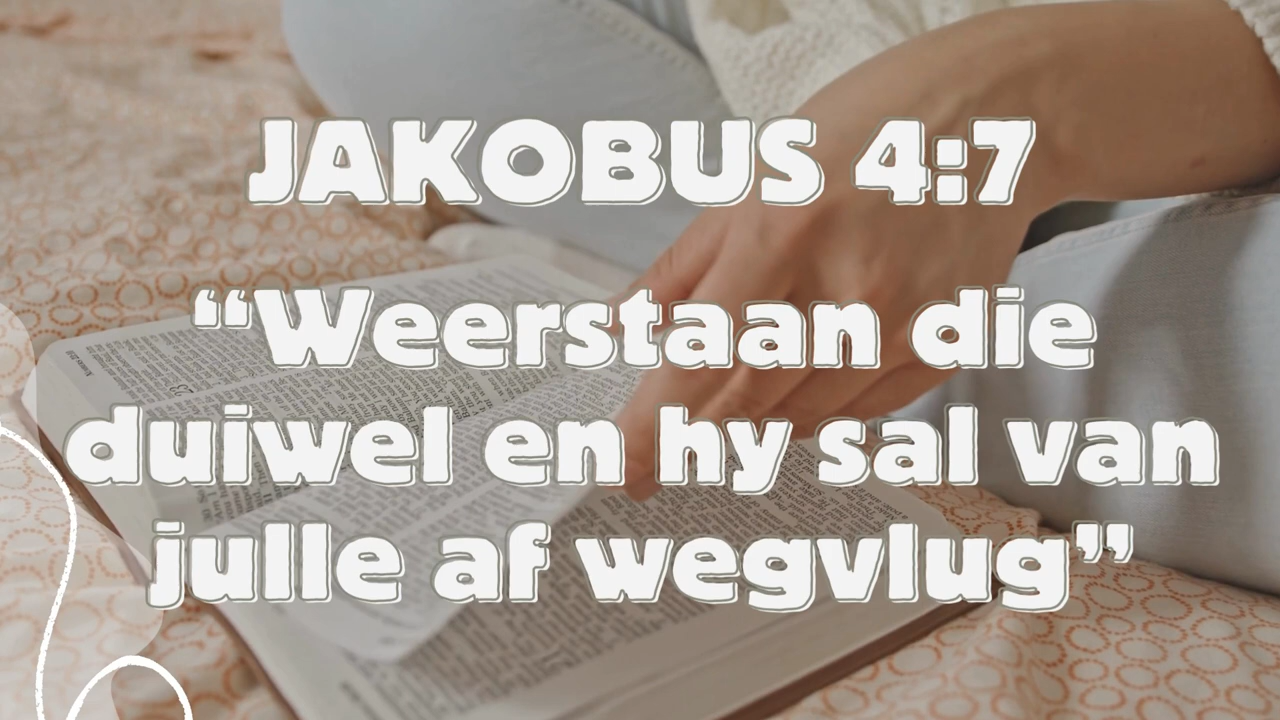 JAKOBUS 4:7
“Weerstaan die
duiwel en hy sal van
julle af wegvlug”